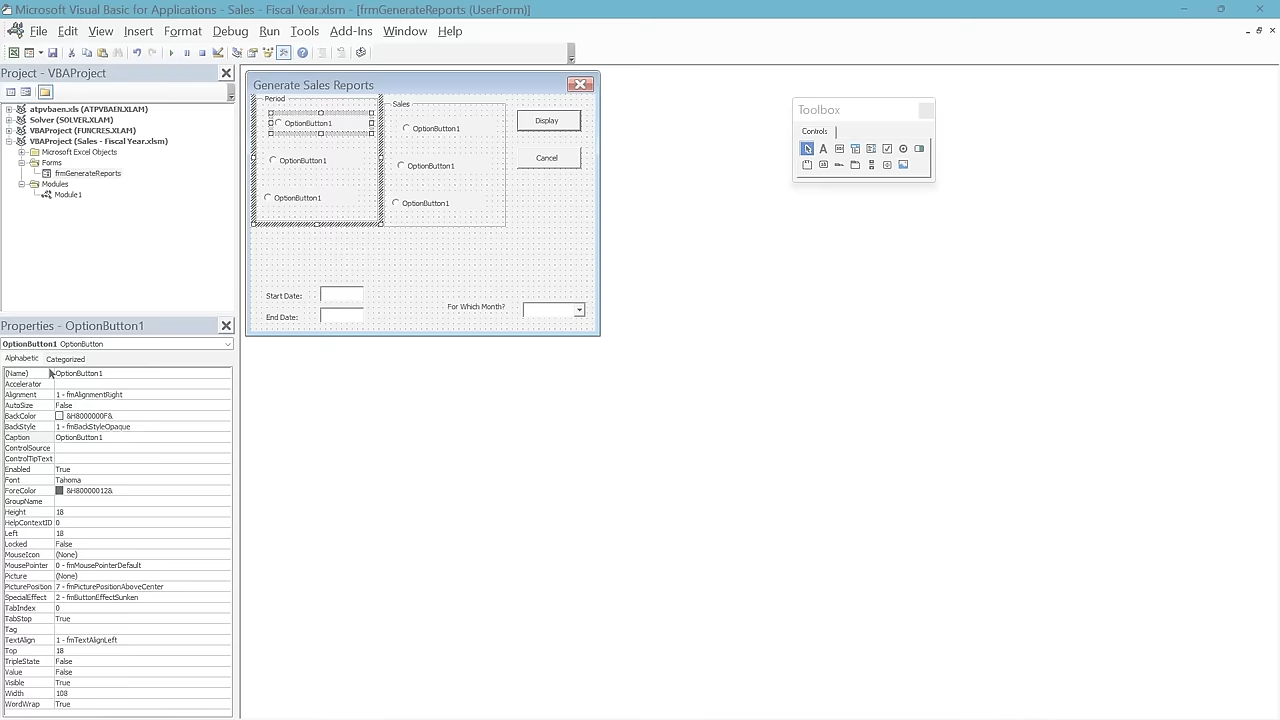 Microsoft Visual Basic for Applications - Sales - Fiscal Year.xlsm - [frmGenerateReports (UserForm)]
File Edit View Insert Format Debug Run Tools Add-Ins Window Help
Project - VBAProject
atpvbaen.xls (ATPVBAEN.XLAM)
Solver (SOLVER.XLAM)
VBAProject (FUNCRES.XLAM)
VBAProject (Sales - Fiscal Year.xlsm)
Microsoft Excel Objects
Forms
frmGenerateReports
Modules
Module1
Properties - OptionButton1
OptionButton1 OptionButton
Alphabetic Categorized
(Name) OptionButton1
Accelerator
Alignment 1 - fmAlignmentRight
AutoSize False
BackColor &H8000000F&
BackStyle 1 - fmBackStyleOpaque
Caption OptionButton1
ControlSource
ControlTipText
Enabled True
Font Tahoma
ForeColor &H80000012&
GroupName
Height 18
HelpContextID 0
Left 18
Locked False
MouseIcon (None)
MousePointer 0 - fmMousePointerDefault
Picture (None)
PicturePosition 7 - fmPicturePositionAboveCenter
SpecialEffect 2 - fmButtonEffectSunken
TabIndex 0
TabStop True
Tag
TextAlign 1 - fmTextAlignLeft
Top 18
TripleState False
Value False
Visible True
Width 108
WordWrap True
Generate Sales Reports
Period
OptionButton1
OptionButton1
OptionButton1
Sales
OptionButton1
OptionButton1
OptionButton1
Display
Cancel
Start Date:
End Date:
For Which Month?
Toolbox
Controls
A